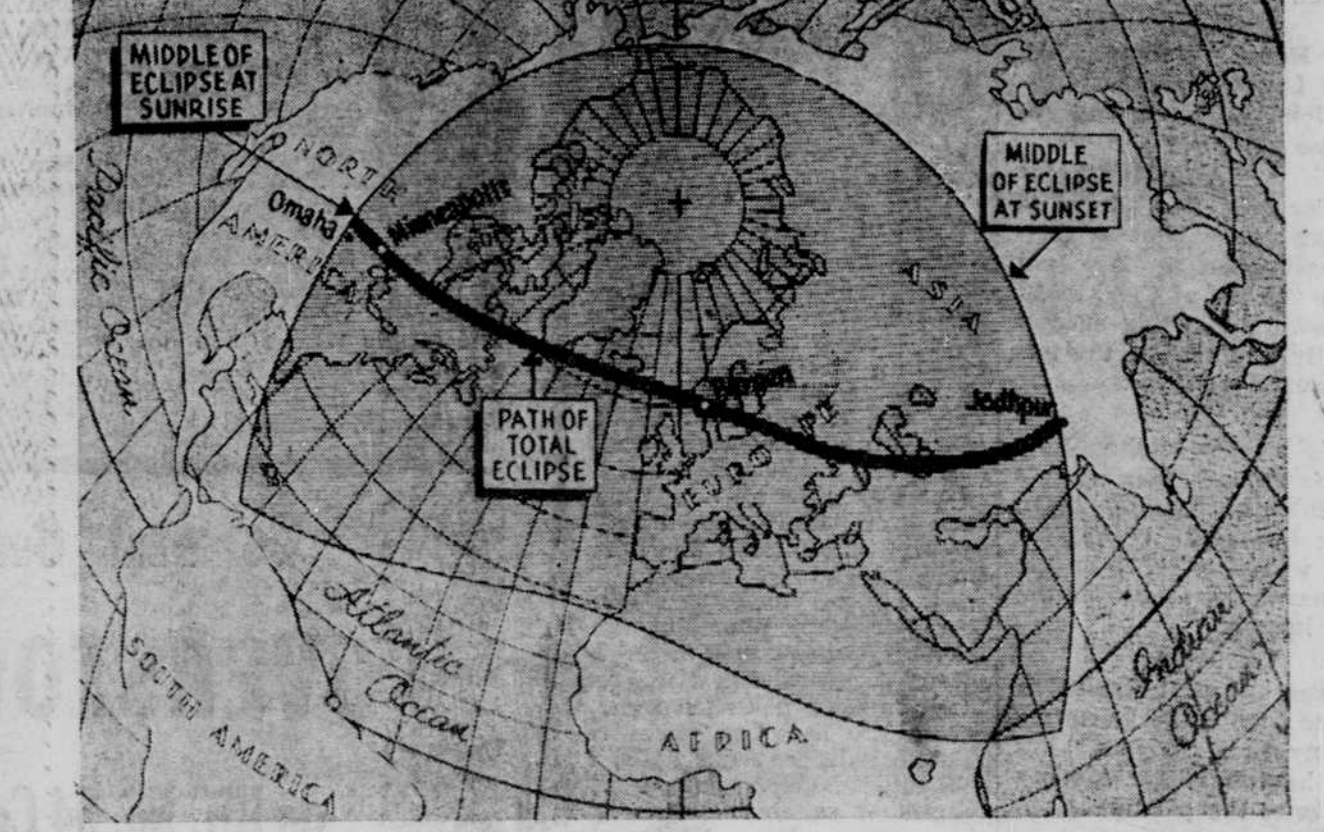 MIDDLE OF
ECLIPSE AT
SUNRISE
NORTH
AMERICA
Omaha
Minneapolis
Pacific Ocean
MIDDLE
OF ECLIPSE
AT SUNSET
ASIA
Jodhpur
PATH OF
TOTAL
ECLIPSE
EUROPE
Atlantic
Ocean
SOUTH AMERICA
AFRICA
Indian
Ocean